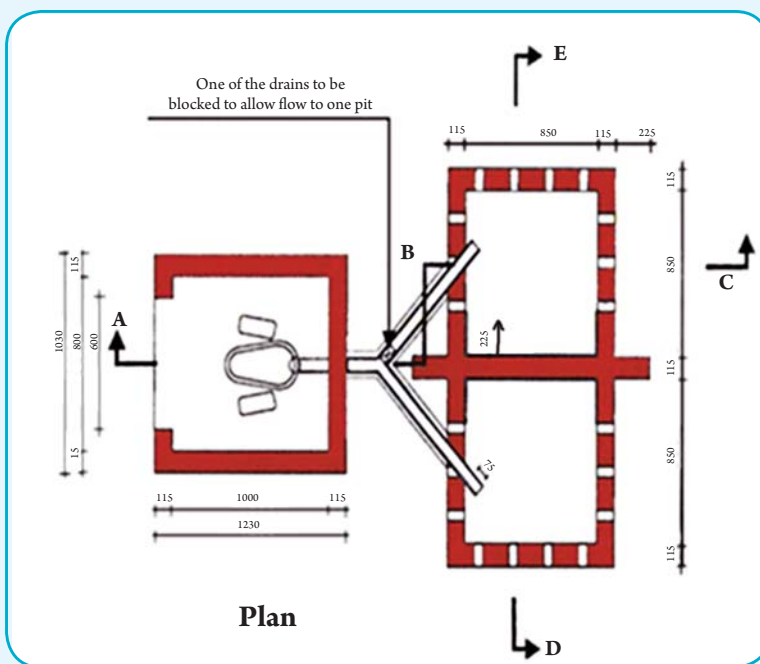 E
One of the drains to be
blocked to allow flow to one pit
115 850 115 225
115
B
850
C
115
A
1030
800
600
225
115
15
75
850
115
115 1000 115
1230
Plan
D